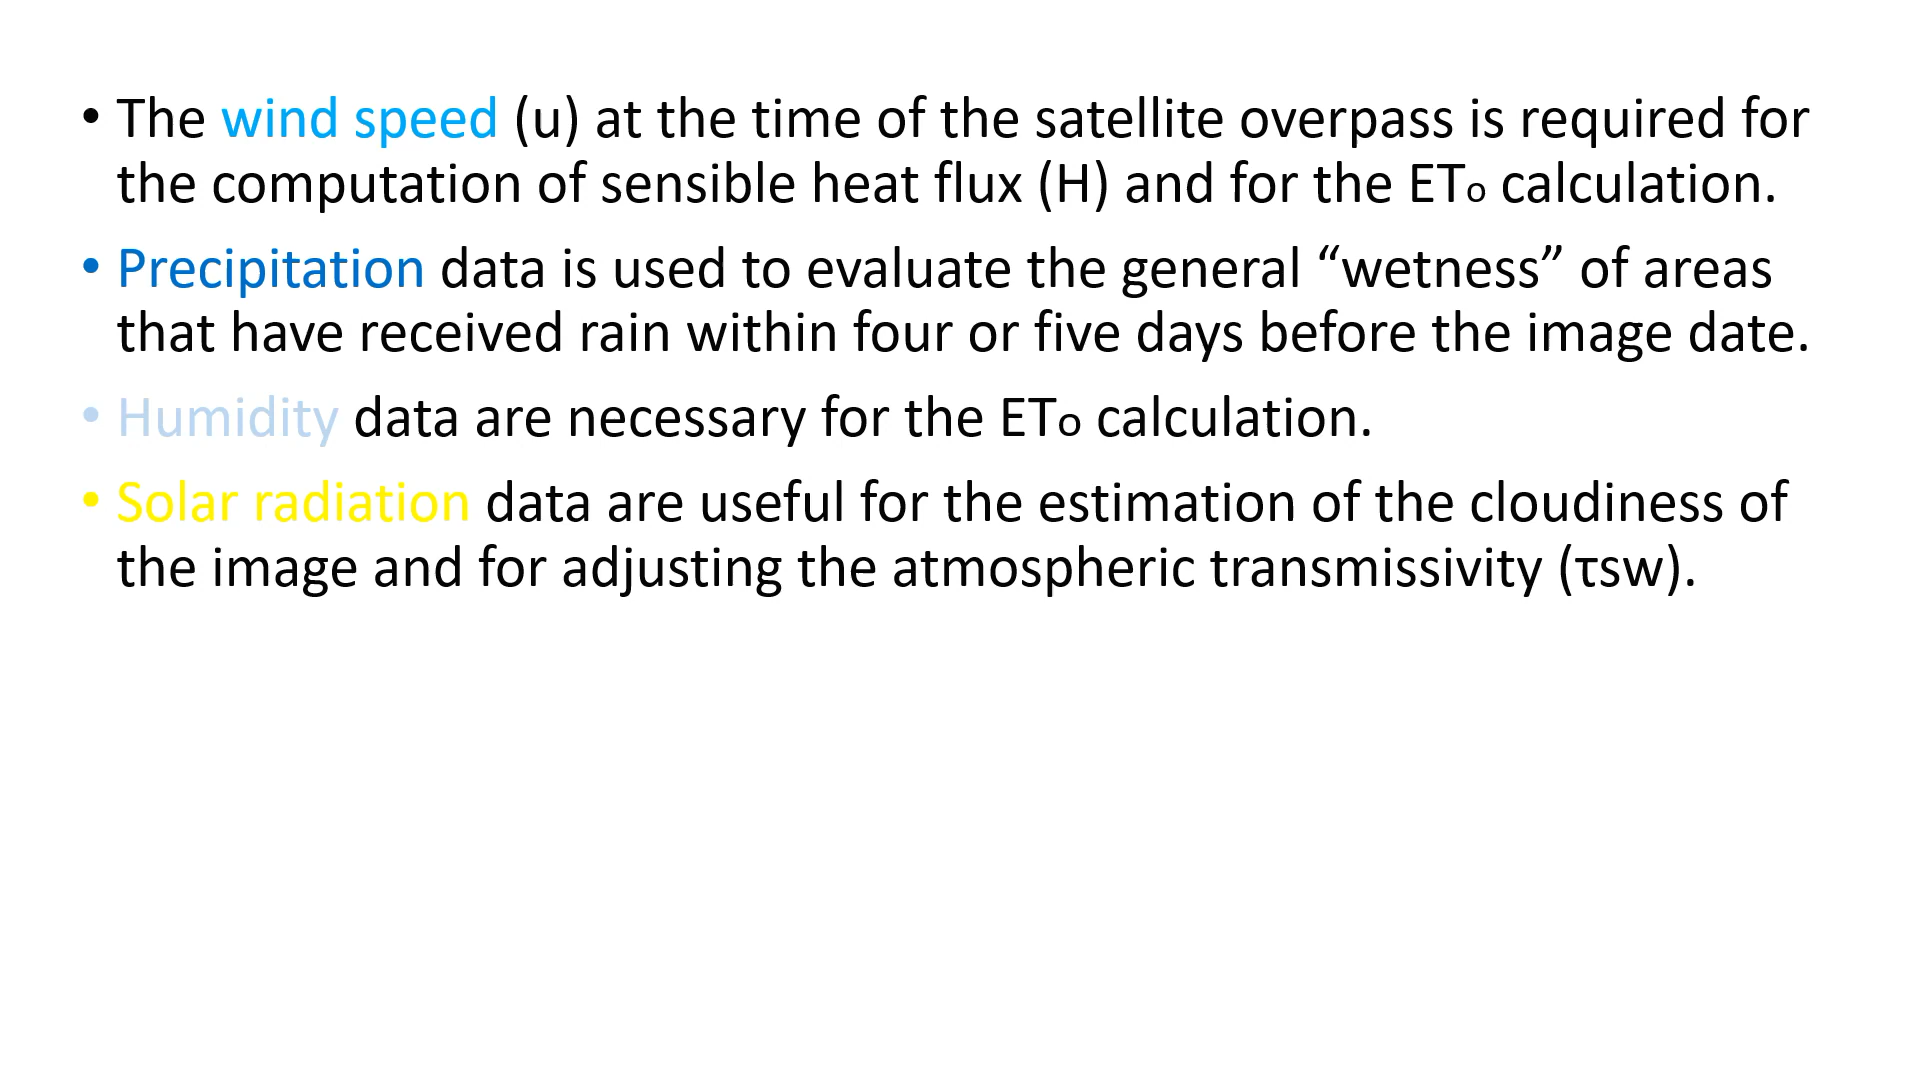 • The wind speed (u) at the time of the satellite overpass is required for
the computation of sensible heat flux (H) and for the ETo calculation.
• Precipitation data is used to evaluate the general “wetness” of areas
that have received rain within four or five days before the image date.
• Humidity data are necessary for the ETo calculation.
• Solar radiation data are useful for the estimation of the cloudiness of
the image and for adjusting the atmospheric transmissivity (τsw).